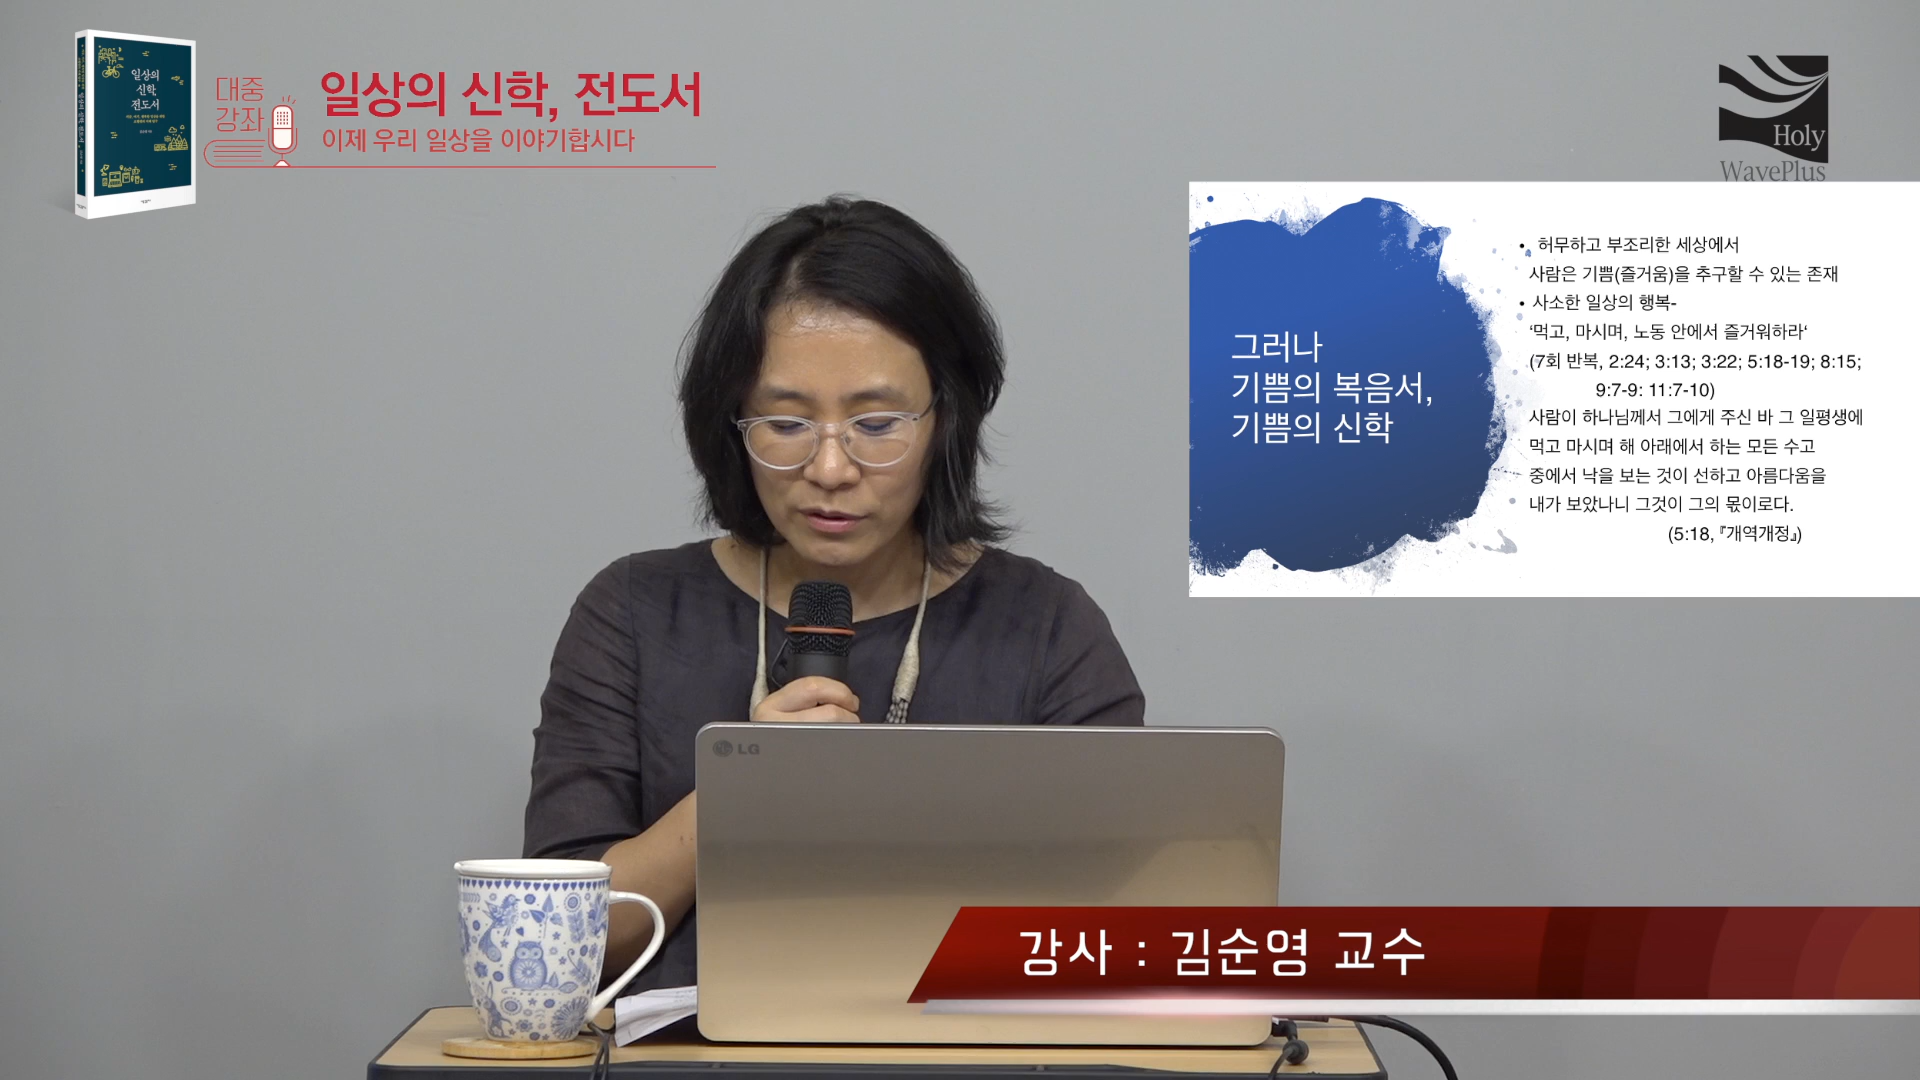 일상의
신학,
전도서
대중
강좌
일상의 신학, 전도서
이제 우리 일상을 이야기합시다
Holy
WavePlus
그러나
기쁨의 복음서,
기쁨의 신학
• 허무하고 부조리한 세상에서
사람은 기쁨(즐거움)을 추구할 수 있는 존재
• 사소한 일상의 행복-
‘먹고, 마시며, 노동 안에서 즐거워하라‘
(7회 반복, 2:24; 3:13; 3:22; 5:18-19; 8:15;
9:7-9: 11:7-10)
사람이 하나님께서 그에게 주신 바 그 일평생에
먹고 마시며 해 아래에서 하는 모든 수고
중에서 낙을 보는 것이 선하고 아름다움을
내가 보았나니 그것이 그의 몫이로다.
(5:18, 『개역개정』)
LG
강사 : 김순영 교수